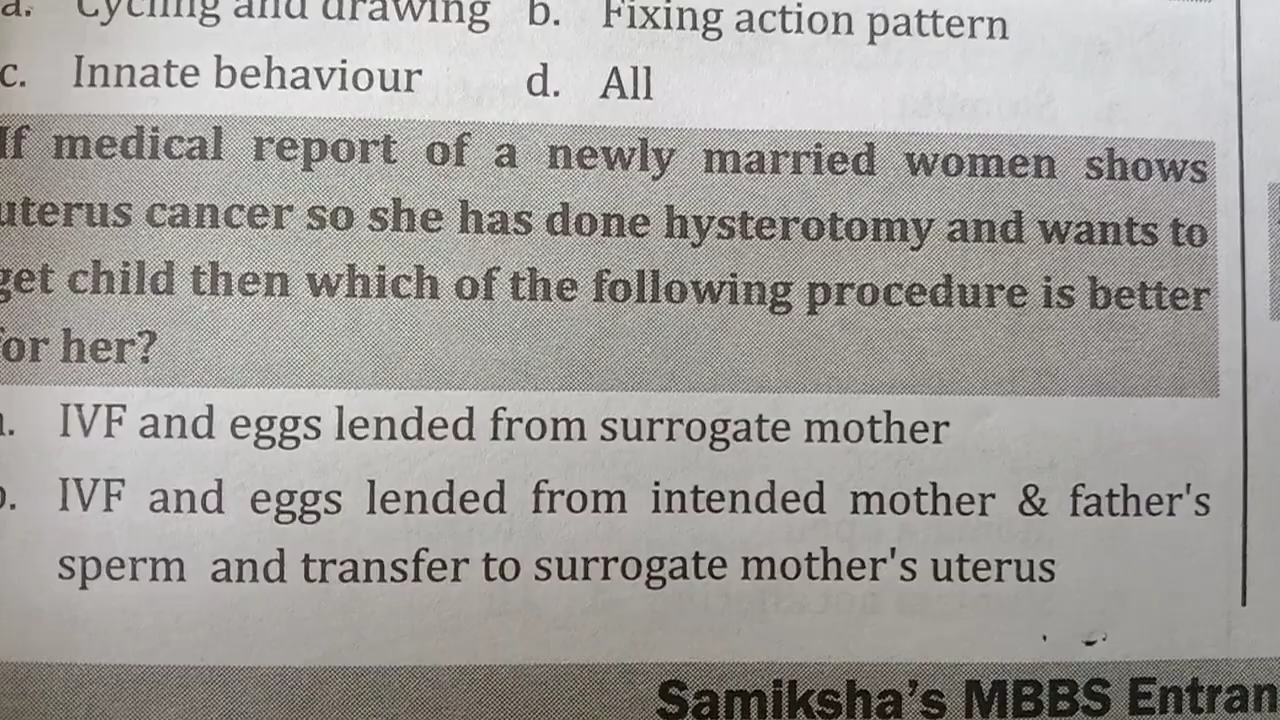 a. Cycling and drawing b. Fixing action pattern
c. Innate behaviour d. All
If medical report of a newly married women shows
uterus cancer so she has done hysterotomy and wants to
get child then which of the following procedure is better
for her?
. IVF and eggs lended from surrogate mother
. IVF and eggs lended from intended mother & father's
sperm and transfer to surrogate mother's uterus
Samiksha's MBBS